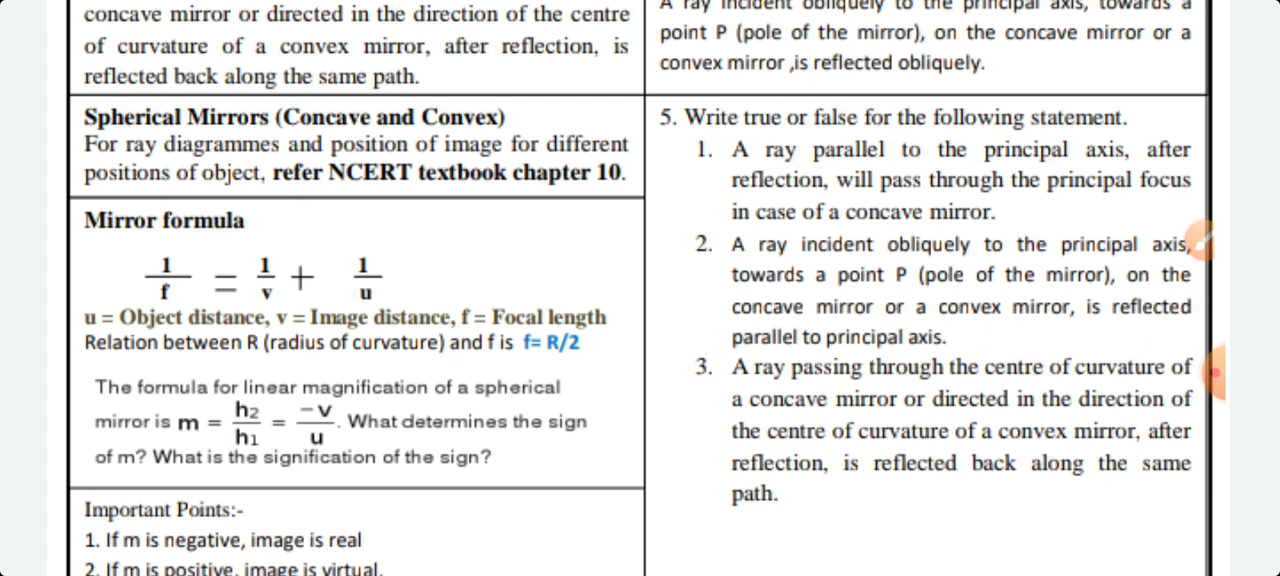 concave mirror or directed in the direction of the centre
of curvature of a convex mirror, after reflection, is
reflected back along the same path.
Spherical Mirrors (Concave and Convex)
For ray diagrammes and position of image for different
positions of object, refer NCERT textbook chapter 10.
Mirror formula
1/f = 1/v + 1/u
u = Object distance, v = Image distance, f = Focal length
Relation between R (radius of curvature) and f is f= R/2
The formula for linear magnification of a spherical
mirror is m = h2/h1 = -v/u. What determines the sign
of m? What is the signification of the sign?
Important Points:-
1. If m is negative, image is real
2. If m is positive, image is virtual.
A ray incident obliquely to the principal axis, towards a
point P (pole of the mirror), on the concave mirror or a
convex mirror ,is reflected obliquely.
5. Write true or false for the following statement.
1. A ray parallel to the principal axis, after
reflection, will pass through the principal focus
in case of a concave mirror.
2. A ray incident obliquely to the principal axis,
towards a point P (pole of the mirror), on the
concave mirror or a convex mirror, is reflected
parallel to principal axis.
3. A ray passing through the centre of curvature of
a concave mirror or directed in the direction of
the centre of curvature of a convex mirror, after
reflection, is reflected back along the same
path.